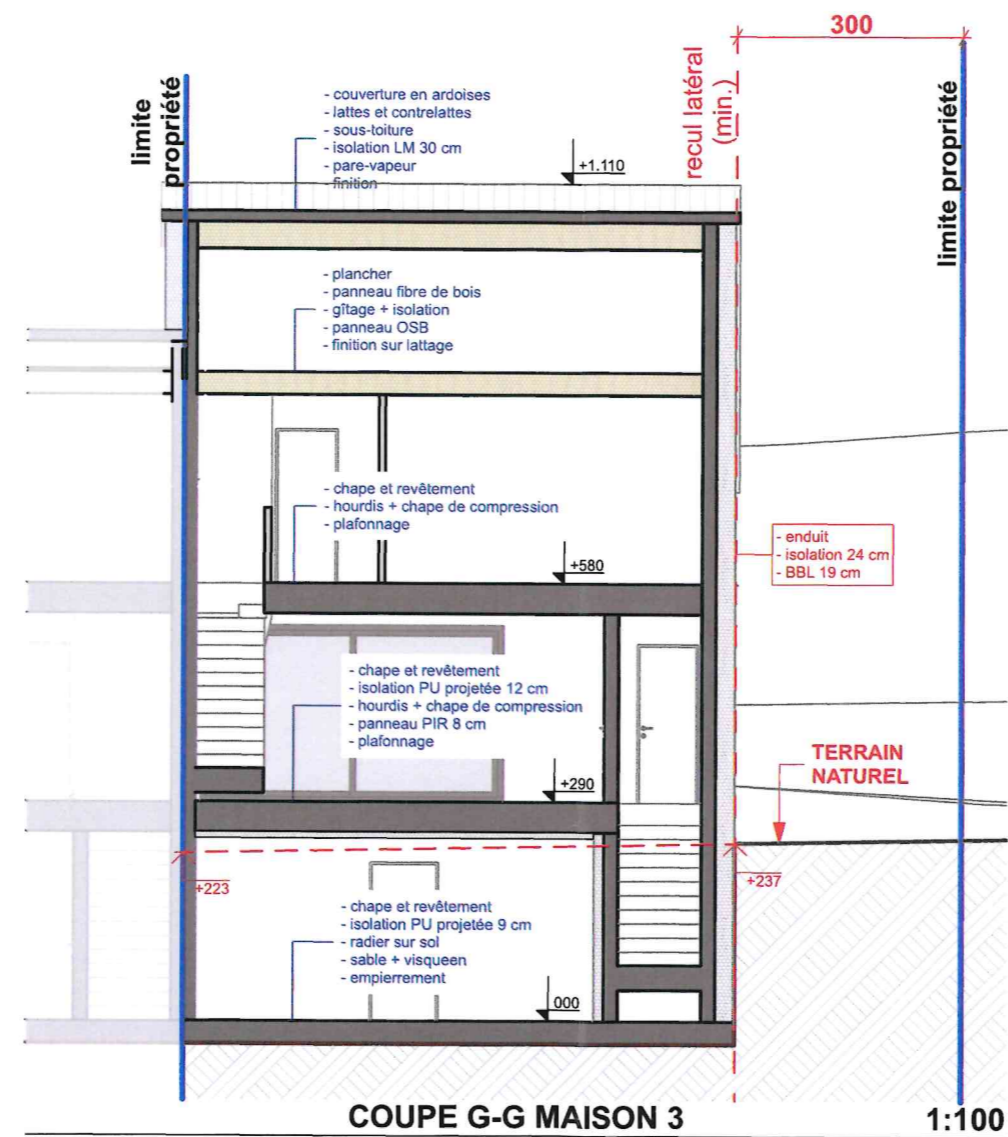 300
limite
propriété
recul latéral
(min.)
limite propriété
- couverture en ardoises
- lattes et contrelattes
- sous-toiture
- isolation LM 30 cm
- pare-vapeur
- finition
+1.110
- plancher
- panneau fibre de bois
- gîtage + isolation
- panneau OSB
- finition sur lattage
- chape et revêtement
- hourdis + chape de compression
- plafonnage
- enduit
- isolation 24 cm
- BBL 19 cm
+580
- chape et revêtement
- isolation PU projetée 12 cm
- hourdis + chape de compression
- panneau PIR 8 cm
- plafonnage
TERRAIN
NATUREL
+290
+223
+237
- chape et revêtement
- isolation PU projetée 9 cm
- radier sur sol
- sable + visqueen
- empierrement
000
COUPE G-G MAISON 3
1:100